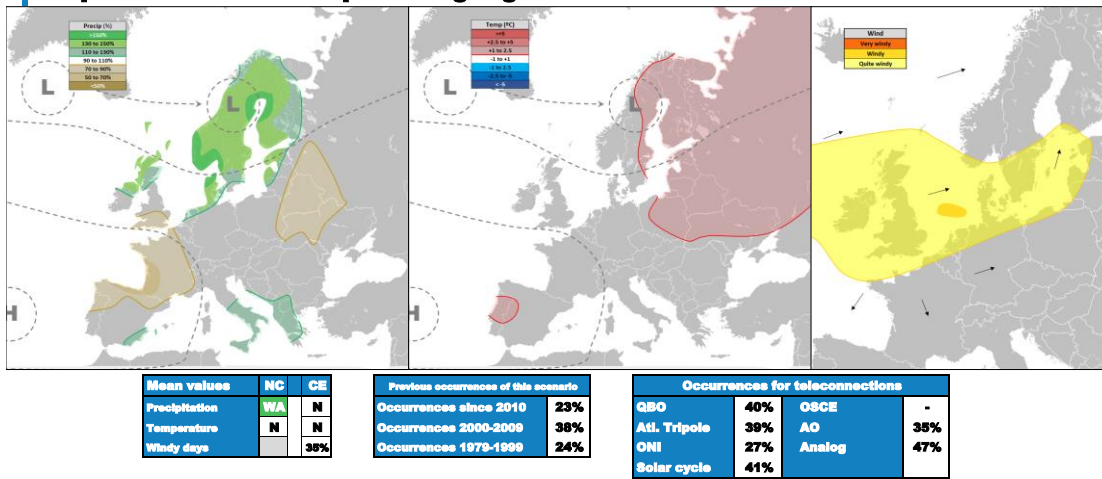 Precip (%)
>150%
130 to 150%
110 to 130%
90 to 110%
70 to 90%
50 to 70%
<50%
L
L
H
Temp (ºC)
>+5
+2.5 to +5
+1 to 2.5
-1 to +1
-1 to 2.5
-2.5 to -5
<-5
L
L
H
Wind
Very windy
Windy
Quite windy
Mean values NC CE
Precipitation WA N
Temperature N N
Windy days 35%
Previous occurrences of this scenario
Occurrences since 2010 23%
Occurrences 2000-2009 38%
Occurrences 1979-1999 24%
Occurrences for teleconnections
QBO 40% OSCE -
Atl. Tripole 39% AO 35%
ONI 27% Analog 47%
Solar cycle 41%